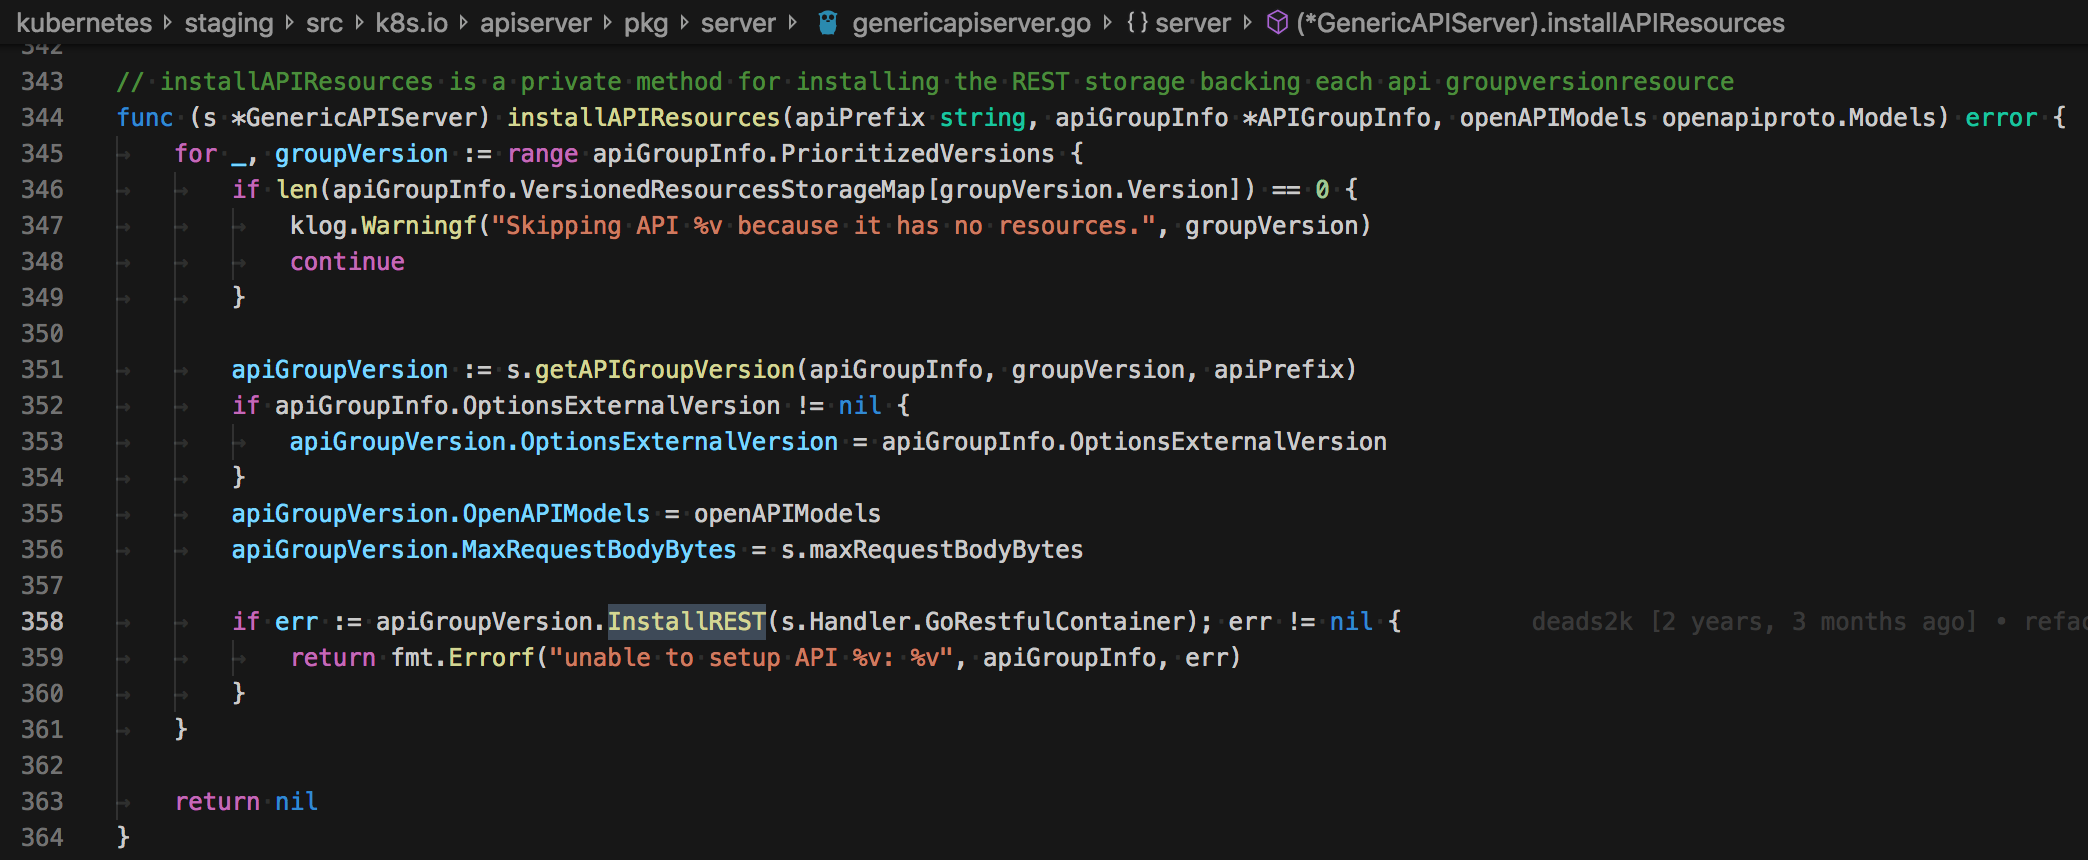 kubernetes staging src k8s.io apiserver pkg server genericapiserver.go {} server (*GenericAPIServer).installAPIResources
342
343 // installAPIResources is a private method for installing the REST storage backing each api groupversionresource
344 func (s *GenericAPIServer) installAPIResources(apiPrefix string, apiGroupInfo *APIGroupInfo, openAPIModels openapiproto.Models) error {
345 for _, groupVersion := range apiGroupInfo.PrioritizedVersions {
346 if len(apiGroupInfo.VersionedResourcesStorageMap[groupVersion.Version]) == 0 {
347 klog.Warningf("Skipping API %v because it has no resources.", groupVersion)
348 continue
349 }
350
351 apiGroupVersion := s.getAPIGroupVersion(apiGroupInfo, groupVersion, apiPrefix)
352 if apiGroupInfo.OptionsExternalVersion != nil {
353 apiGroupVersion.OptionsExternalVersion = apiGroupInfo.OptionsExternalVersion
354 }
355 apiGroupVersion.OpenAPIModels = openAPIModels
356 apiGroupVersion.MaxRequestBodyBytes = s.maxRequestBodyBytes
357
358 if err := apiGroupVersion.InstallREST(s.Handler.GoRestfulContainer); err != nil { deads2k [2 years, 3 months ago] • refac
359 return fmt.Errorf("unable to setup API %v: %v", apiGroupInfo, err)
360 }
361 }
362
363 return nil
364 }